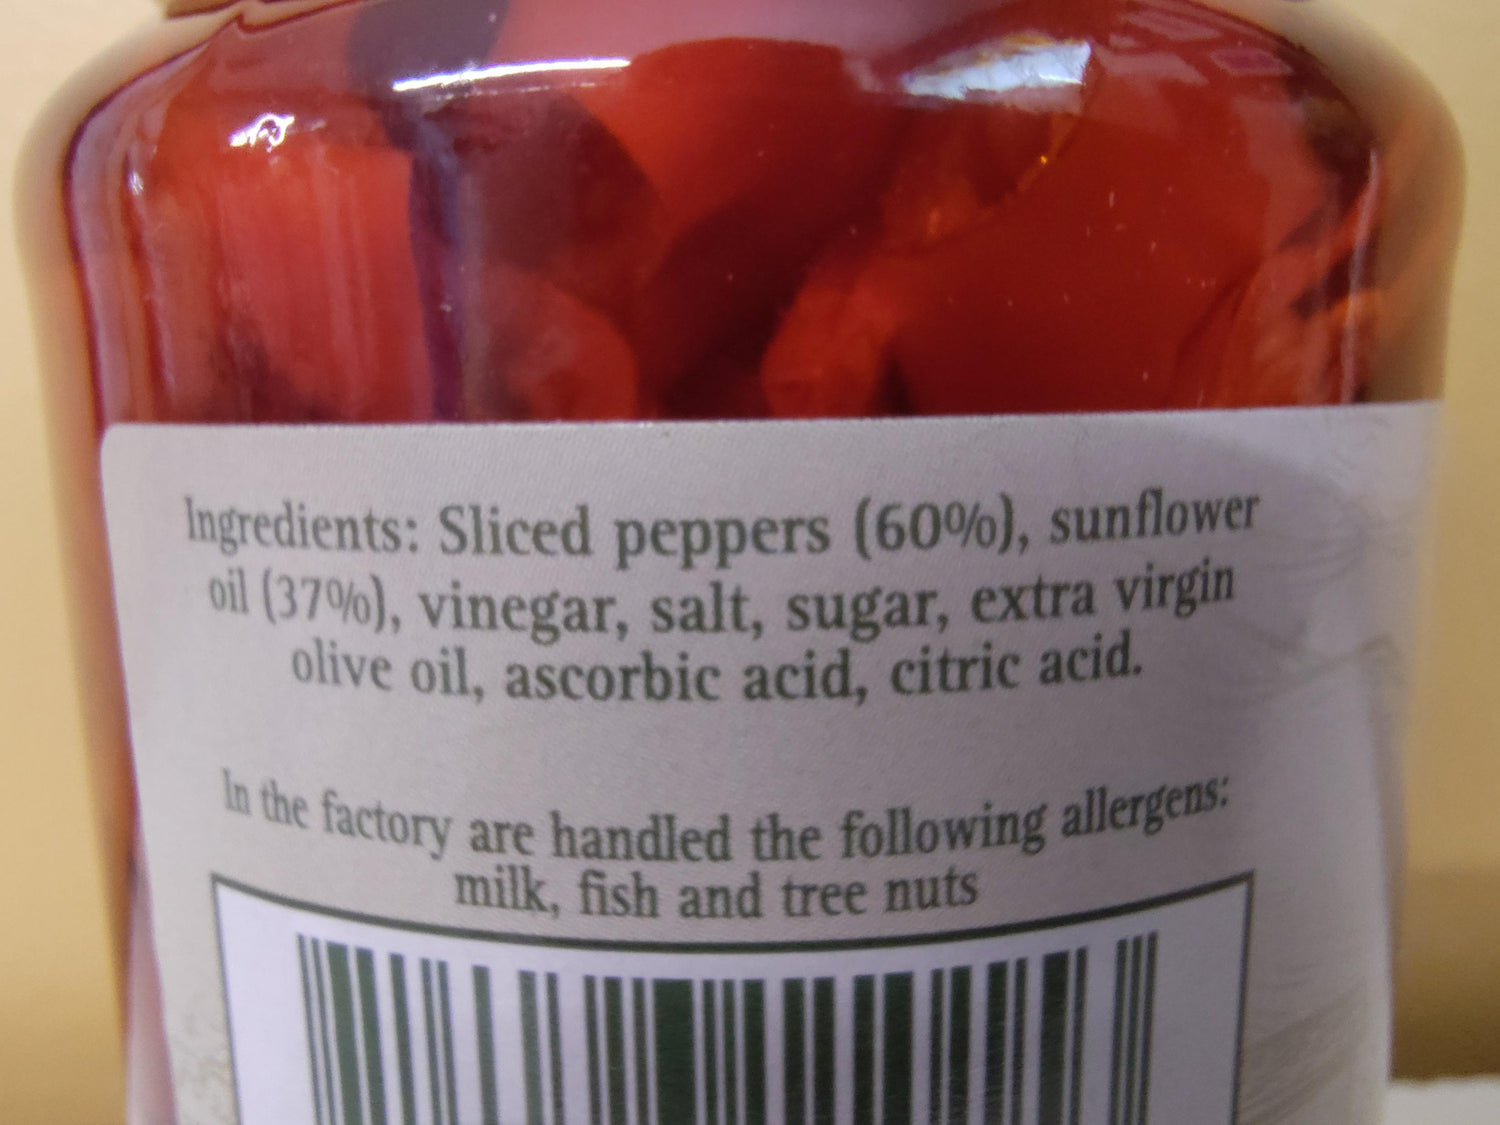 Ingredients: Sliced peppers (60%), sunflower
oil (37%), vinegar, salt, sugar, extra virgin
olive oil, ascorbic acid, citric acid.
In the factory are handled the following allergens:
milk, fish and tree nuts